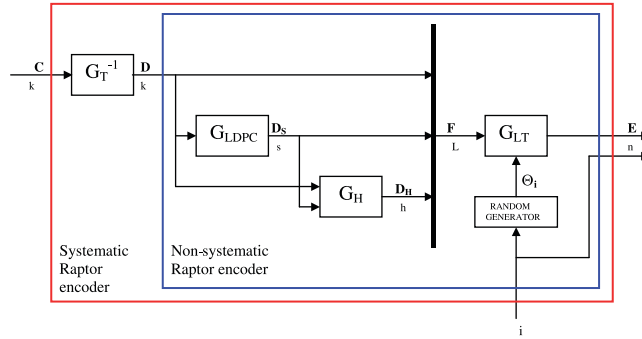 C
k
G_T^-1
D
k
G_LDPC
D_S
s
G_H
D_H
h
F
L
G_LT
E
n
Θ_i
RANDOM
GENERATOR
Systematic
Raptor
encoder
Non-systematic
Raptor encoder
i